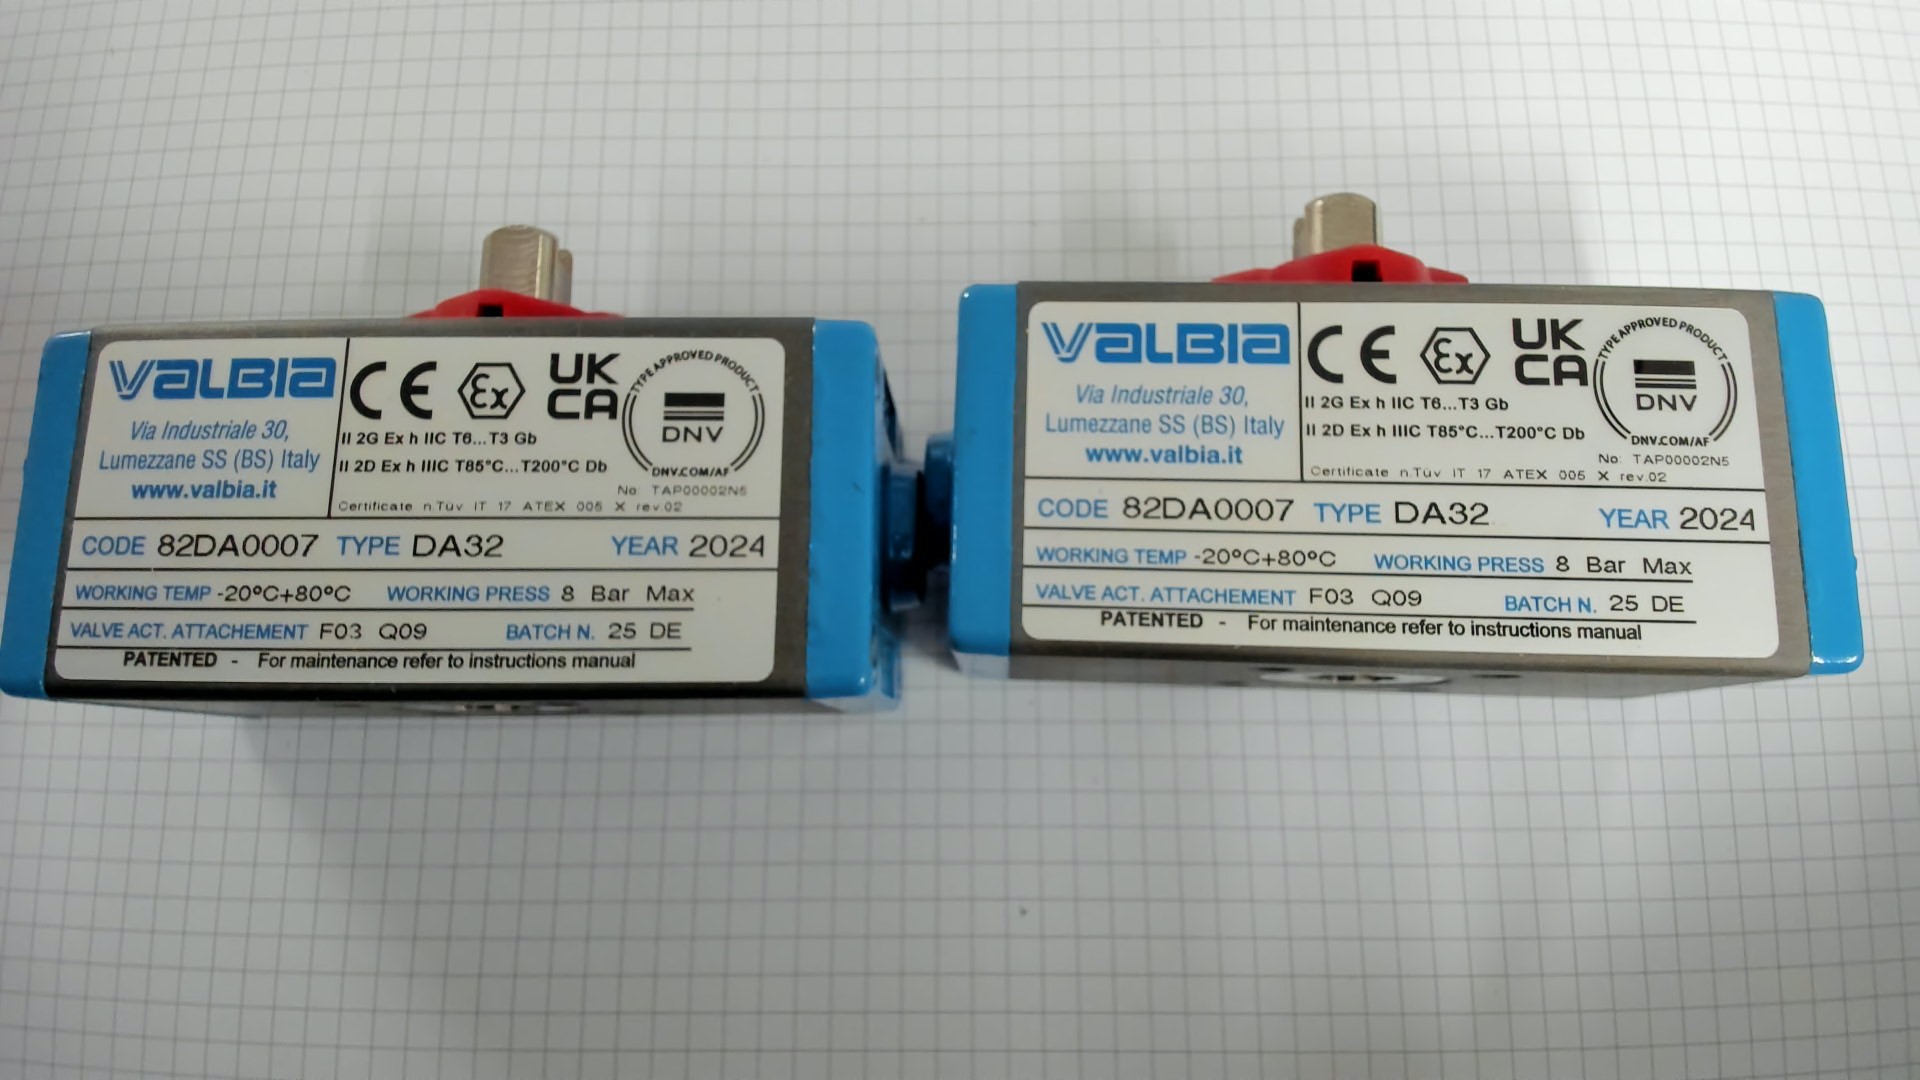 VALBIA
Via Industriale 30,
Lumezzane SS (BS) Italy
www.valbia.it
CE Ex UK CA
II 2G Ex h IIC T6...T3 Gb
II 2D Ex h IIIC T85°C...T200°C Db
TYPE APPROVED PRODUCT
DNV
DNV.COM/AF
No: TAP00002N5
Certificate n.Tüv IT 17 ATEX 005 X rev.02
CODE 82DA0007 TYPE DA32 YEAR 2024
WORKING TEMP -20°C+80°C WORKING PRESS 8 Bar Max
VALVE ACT. ATTACHEMENT F03 Q09 BATCH N. 25 DE
PATENTED - For maintenance refer to instructions manual
VALBIA
Via Industriale 30,
Lumezzane SS (BS) Italy
www.valbia.it
CE Ex UK CA
II 2G Ex h IIC T6...T3 Gb
II 2D Ex h IIIC T85°C...T200°C Db
TYPE APPROVED PRODUCT
DNV
DNV.COM/AF
No: TAP00002N5
Certificate n.Tüv IT 17 ATEX 005 X rev.02
CODE 82DA0007 TYPE DA32 YEAR 2024
WORKING TEMP -20°C+80°C WORKING PRESS 8 Bar Max
VALVE ACT. ATTACHEMENT F03 Q09 BATCH N. 25 DE
PATENTED - For maintenance refer to instructions manual